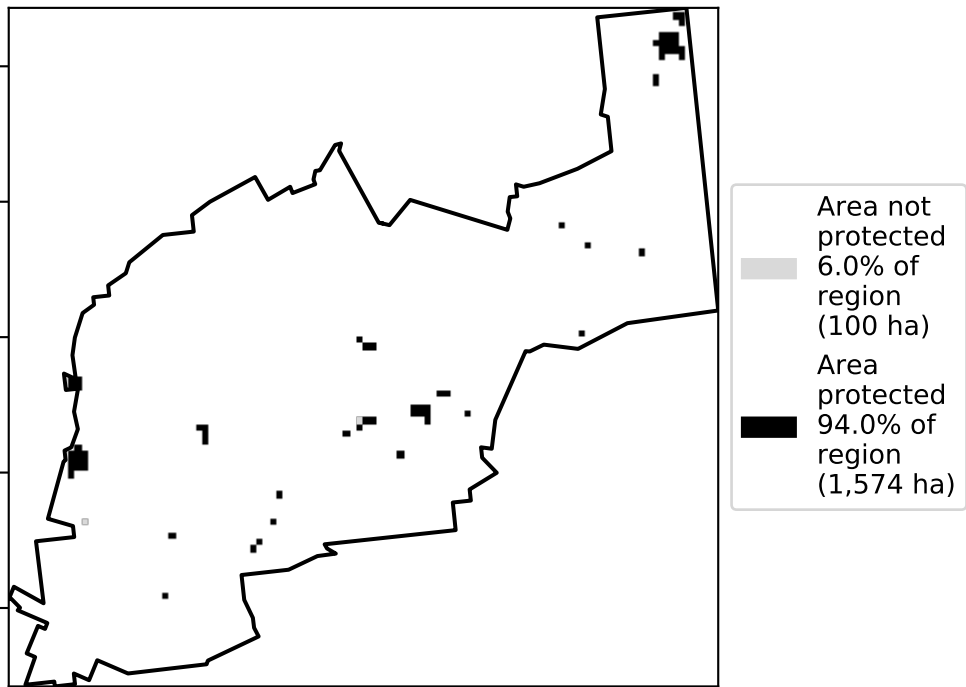 Area not
protected
6.0% of
region
(100 ha)
Area
protected
94.0% of
region
(1,574 ha)